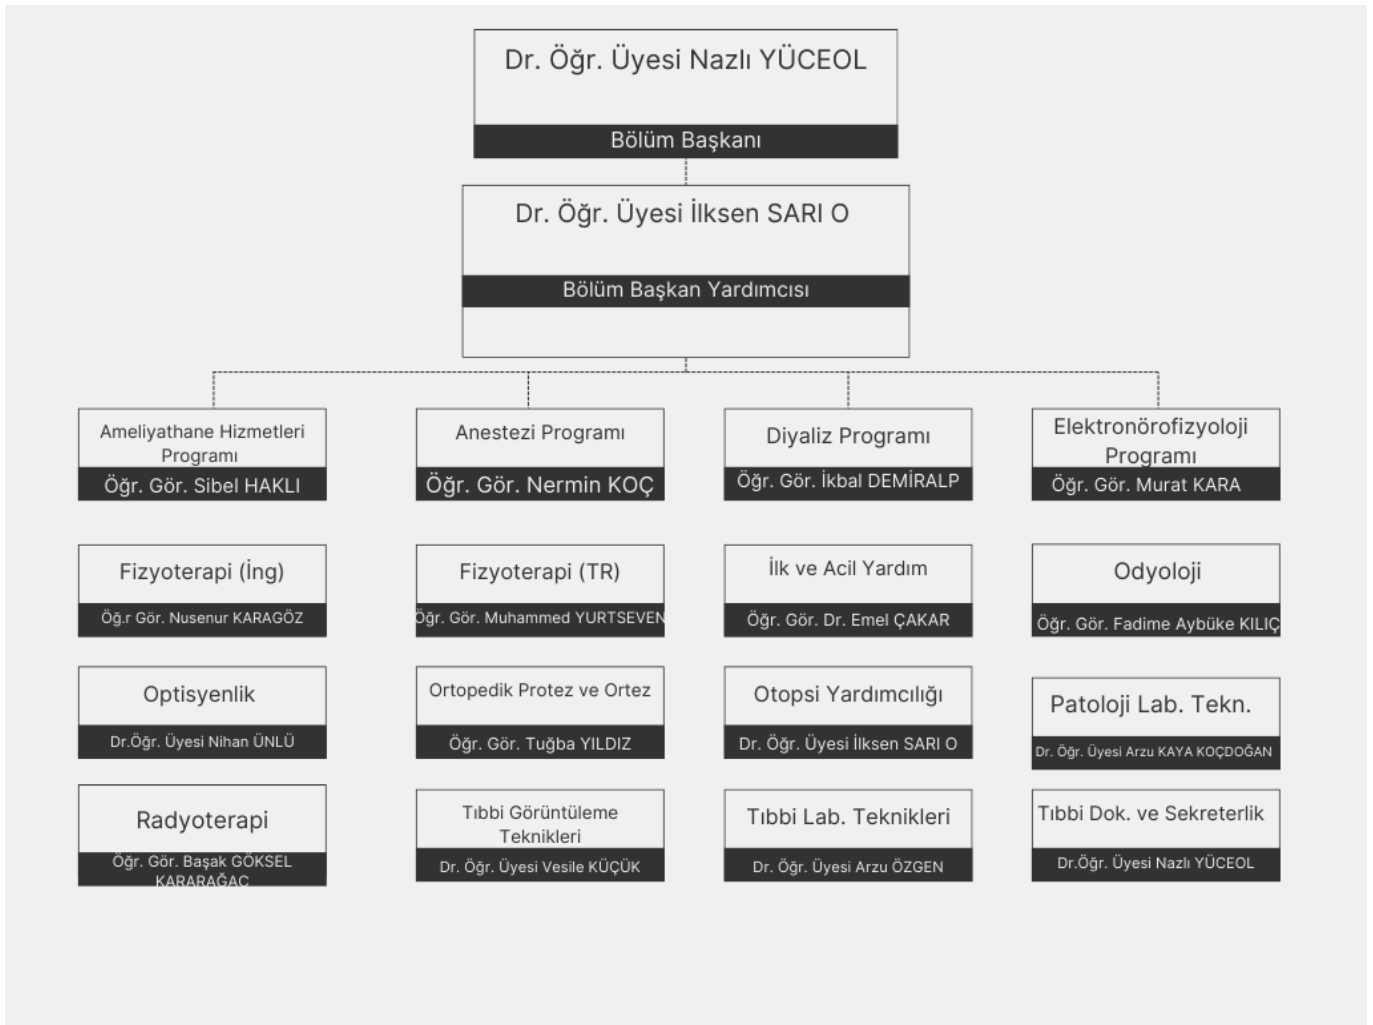 Dr. Öğr. Üyesi Nazlı YÜCEOL
Bölüm Başkanı
Dr. Öğr. Üyesi İlksen SARI O
Bölüm Başkan Yardımcısı
Ameliyathane Hizmetleri
Programı
Öğr. Gör. Sibel HAKLI
Anestezi Programı
Öğr. Gör. Nermin KOÇ
Diyaliz Programı
Öğr. Gör. İkbal DEMİRALP
Elektronörofizyoloji
Programı
Öğr. Gör. Murat KARA
Fizyoterapi (İng)
Öğ.r Gör. Nusenur KARAGÖZ
Fizyoterapi (TR)
Öğr. Gör. Muhammed YURTSEVEN
İlk ve Acil Yardım
Öğr. Gör. Dr. Emel ÇAKAR
Odyoloji
Öğr. Gör. Fadime Aybüke KILIÇ
Optisyenlik
Dr.Öğr. Üyesi Nihan ÜNLÜ
Ortopedik Protez ve Ortez
Öğr. Gör. Tuğba YILDIZ
Otopsi Yardımcılığı
Dr. Öğr. Üyesi İlksen SARI O
Patoloji Lab. Tekn.
Dr. Öğr. Üyesi Arzu KAYA KOÇDOĞAN
Radyoterapi
Öğr. Gör. Başak GÖKSEL
KARARAĞAC
Tıbbi Görüntüleme
Teknikleri
Dr. Öğr. Üyesi Vesile KÜÇÜK
Tıbbi Lab. Teknikleri
Dr. Öğr. Üyesi Arzu ÖZGEN
Tıbbi Dok. ve Sekreterlik
Dr.Öğr. Üyesi Nazlı YÜCEOL